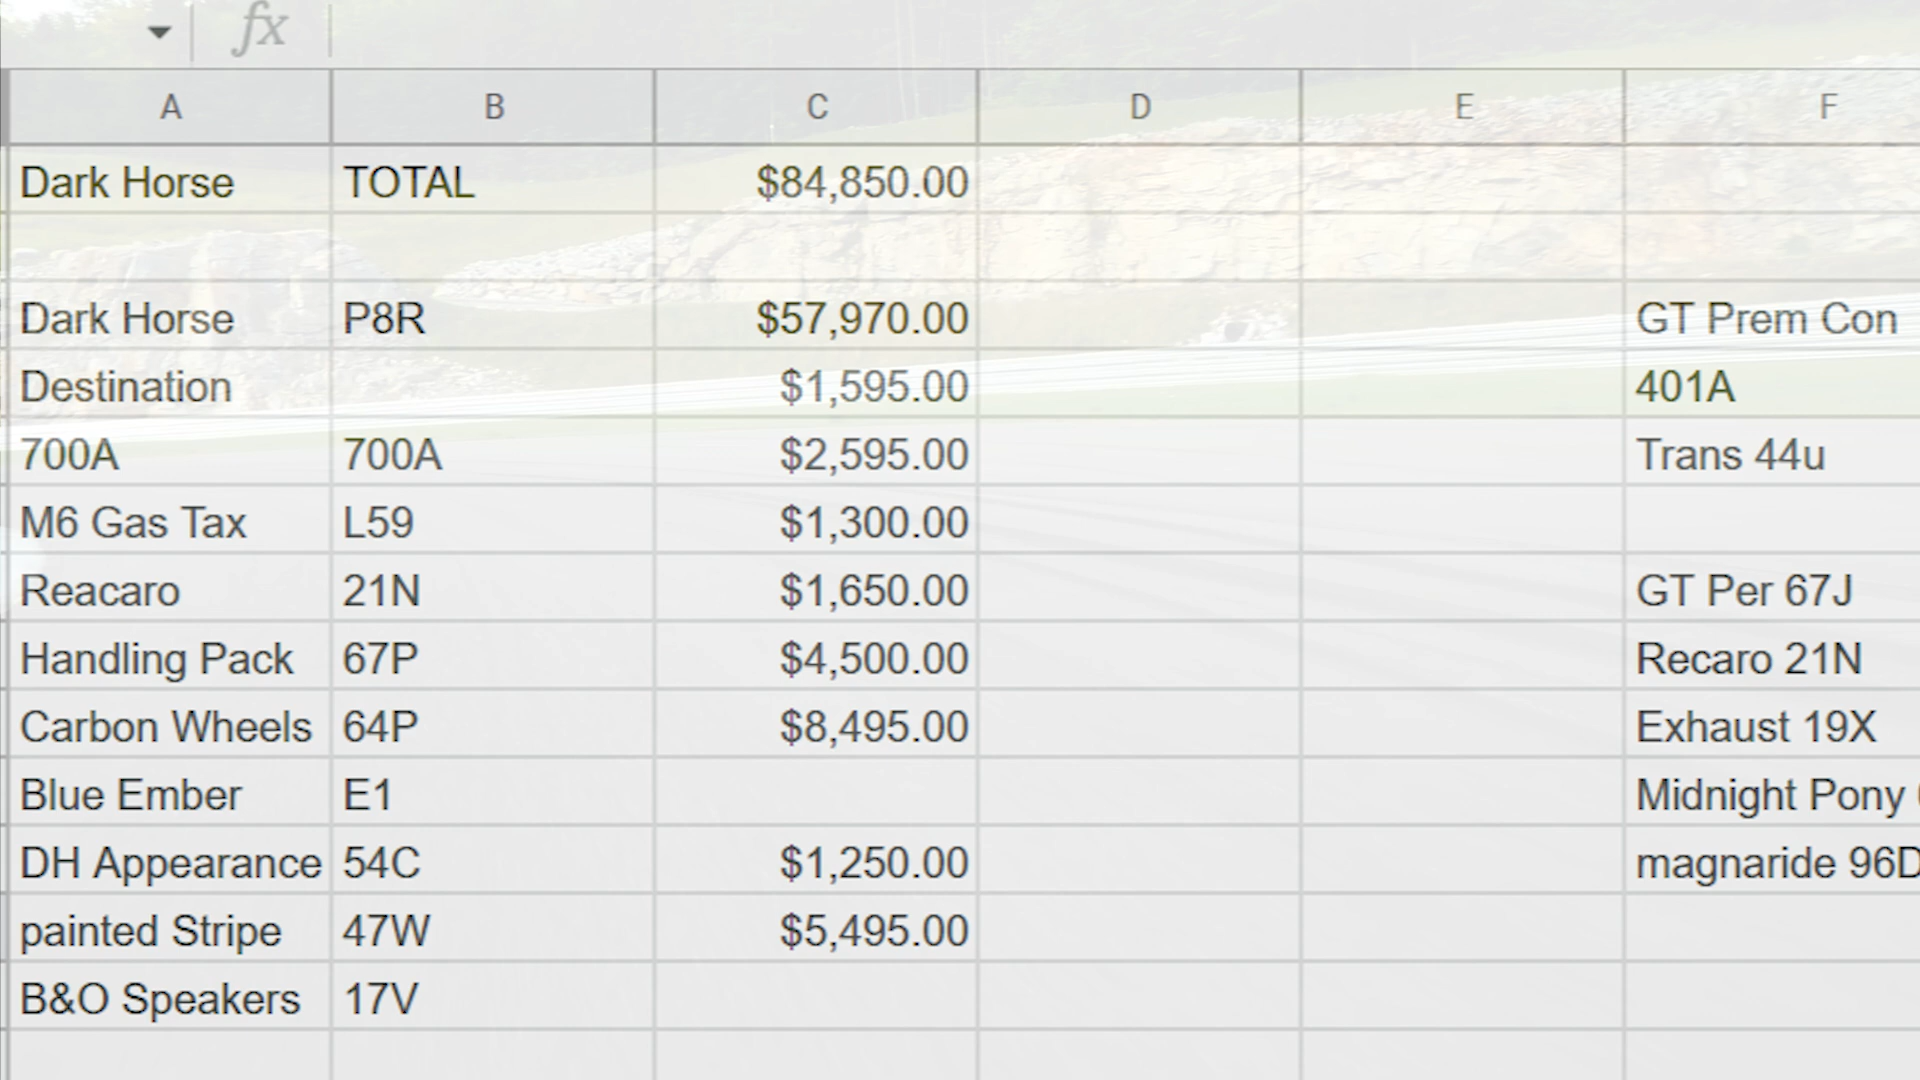 fx
A B C D E F
Dark Horse TOTAL $84,850.00
Dark Horse P8R $57,970.00 GT Prem Con
Destination $1,595.00 401A
700A 700A $2,595.00 Trans 44u
M6 Gas Tax L59 $1,300.00
Reacaro 21N $1,650.00 GT Per 67J
Handling Pack 67P $4,500.00 Recaro 21N
Carbon Wheels 64P $8,495.00 Exhaust 19X
Blue Ember E1 Midnight Pony
DH Appearance 54C $1,250.00 magnaride 96D
painted Stripe 47W $5,495.00
B&O Speakers 17V